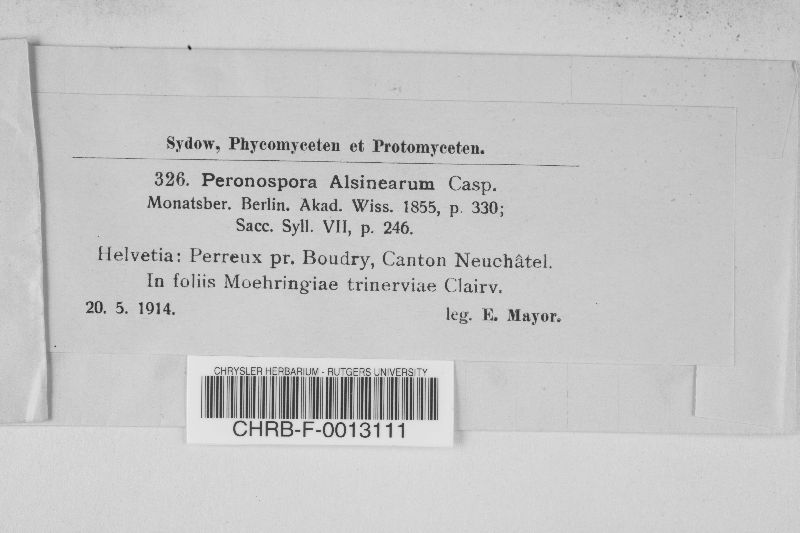 Sydow, Phycomyceten et Protomyceten.
326. Peronospora Alsinearum Casp.
Monatsber. Berlin. Akad. Wiss. 1855, p. 330;
Sacc. Syll. VII, p. 246.
Helvetia: Perreux pr. Boudry, Canton Neuchâtel.
In foliis Moehringiae trinerviae Clairv.
20. 5. 1914. leg. E. Mayor.
CHRYSLER HERBARIUM - RUTGERS UNIVERSITY
CHRB-F-0013111